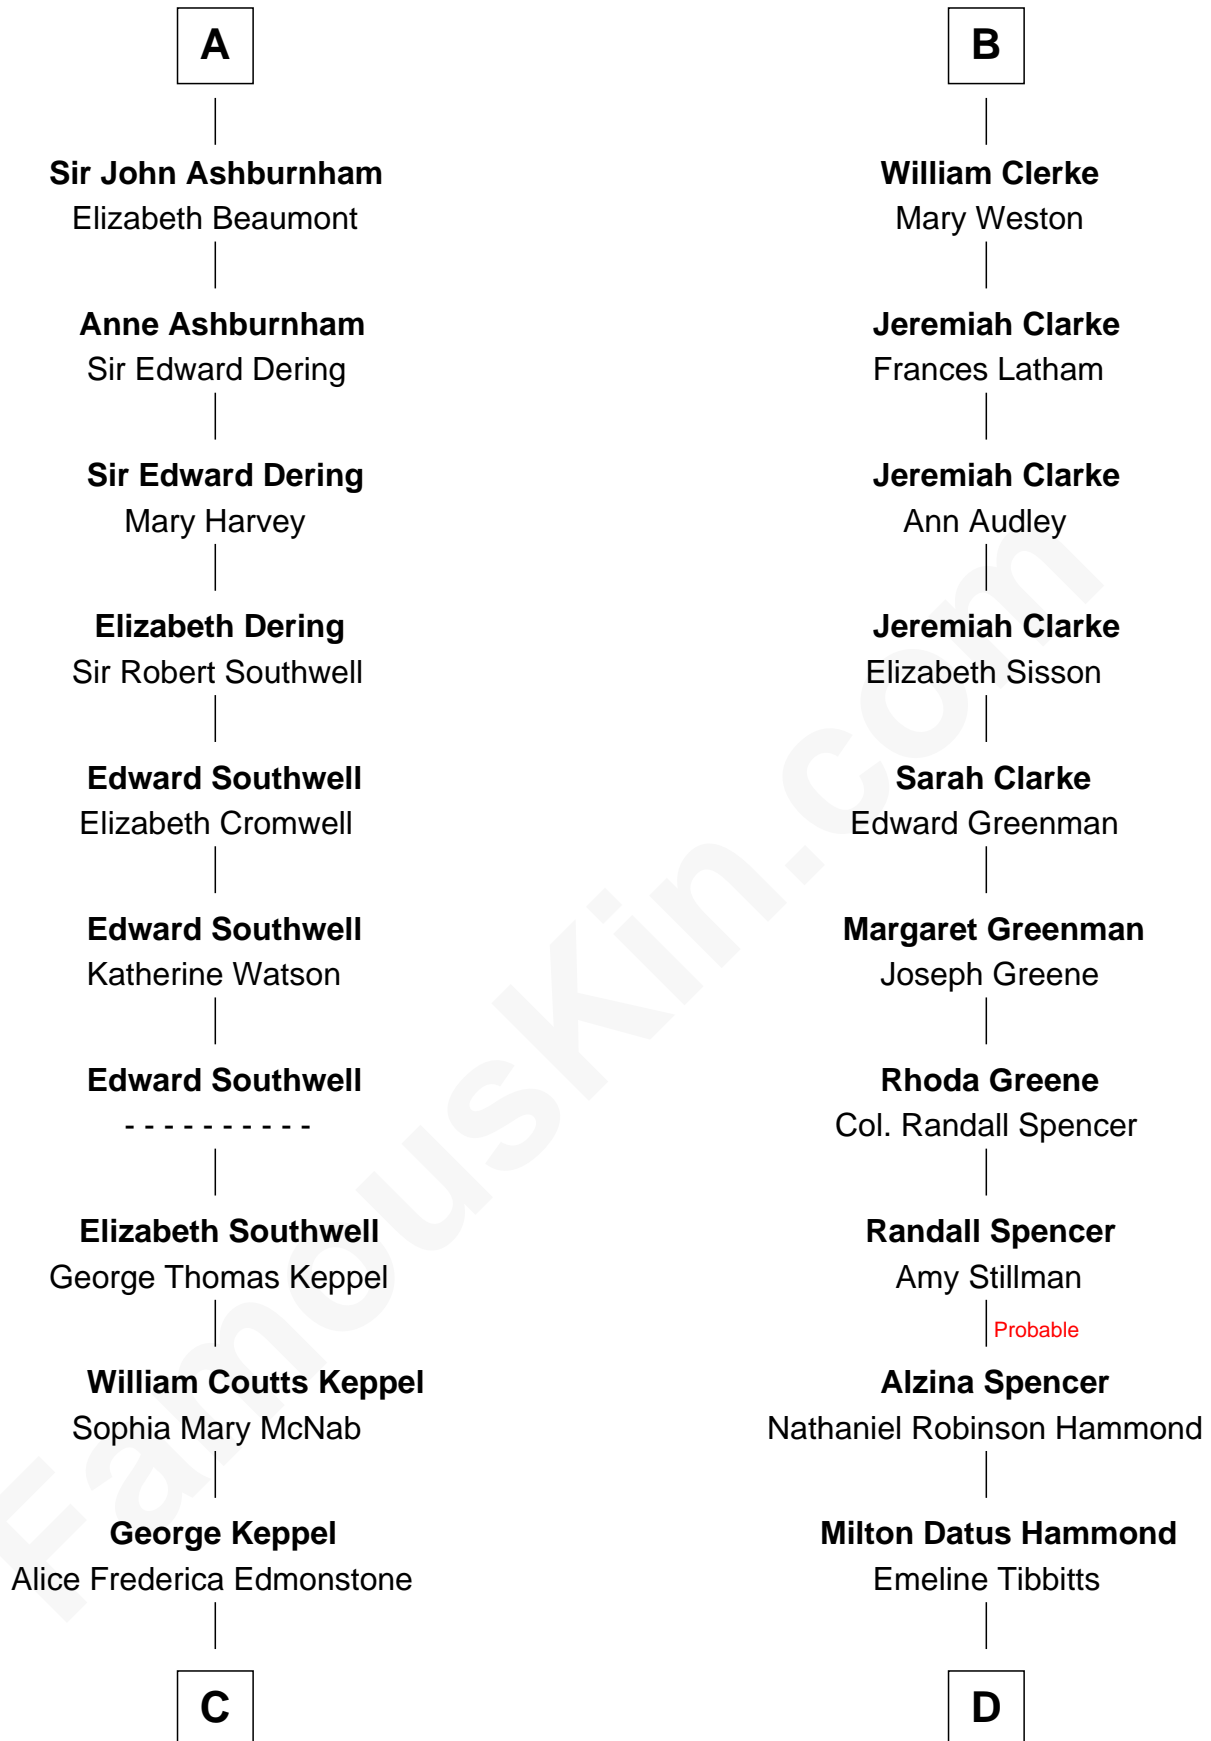 A
Sir John Ashburnham
Elizabeth Beaumont
Anne Ashburnham
Sir Edward Dering
Sir Edward Dering
Mary Harvey
Elizabeth Dering
Sir Robert Southwell
Edward Southwell
Elizabeth Cromwell
Edward Southwell
Katherine Watson
Edward Southwell
- - - - - - - - - -
Elizabeth Southwell
George Thomas Keppel
William Coutts Keppel
Sophia Mary McNab
George Keppel
Alice Frederica Edmonstone
C
B
William Clerke
Mary Weston
Jeremiah Clarke
Frances Latham
Jeremiah Clarke
Ann Audley
Jeremiah Clarke
Elizabeth Sisson
Sarah Clarke
Edward Greenman
Margaret Greenman
Joseph Greene
Rhoda Greene
Col. Randall Spencer
Randall Spencer
Amy Stillman
Probable
Alzina Spencer
Nathaniel Robinson Hammond
Milton Datus Hammond
Emeline Tibbitts
D
FamousKin.com